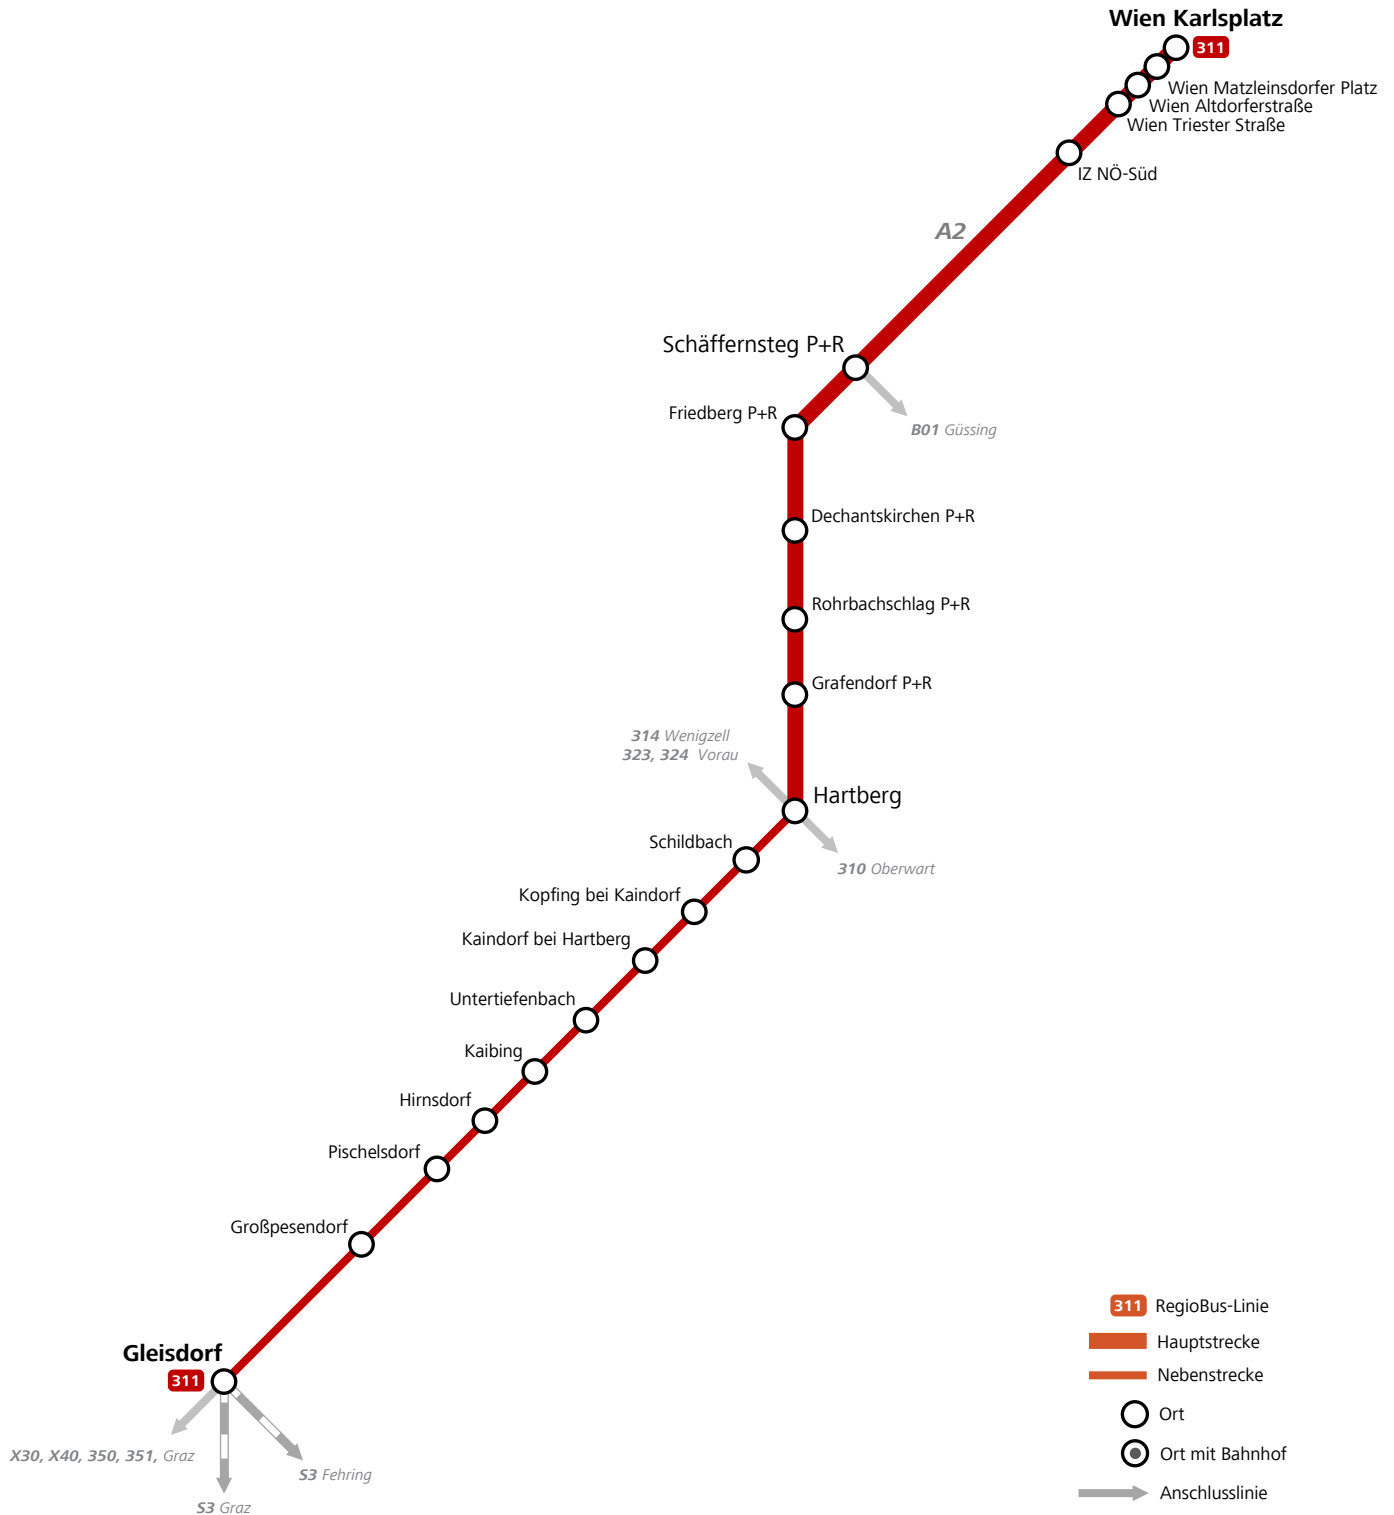 Wien Karlsplatz
311
Wien Matzleinsdorfer Platz
Wien Altdorferstraße
Wien Triester Straße
IZ NÖ-Süd
A2
Schäffernsteg P+R
Friedberg P+R
B01 Güssing
Dechantskirchen P+R
Rohrbachschlag P+R
Grafendorf P+R
314 Wenigzell
323, 324 Vorau
Hartberg
Schildbach
310 Oberwart
Kopfing bei Kaindorf
Kaindorf bei Hartberg
Untertiefenbach
Kaibing
Hirnsdorf
Pischelsdorf
Großpesendorf
Gleisdorf
311
X30, X40, 350, 351, Graz
S3 Fehring
S3 Graz
311 RegioBus-Linie
Hauptstrecke
Nebenstrecke
Ort
Ort mit Bahnhof
Anschlusslinie